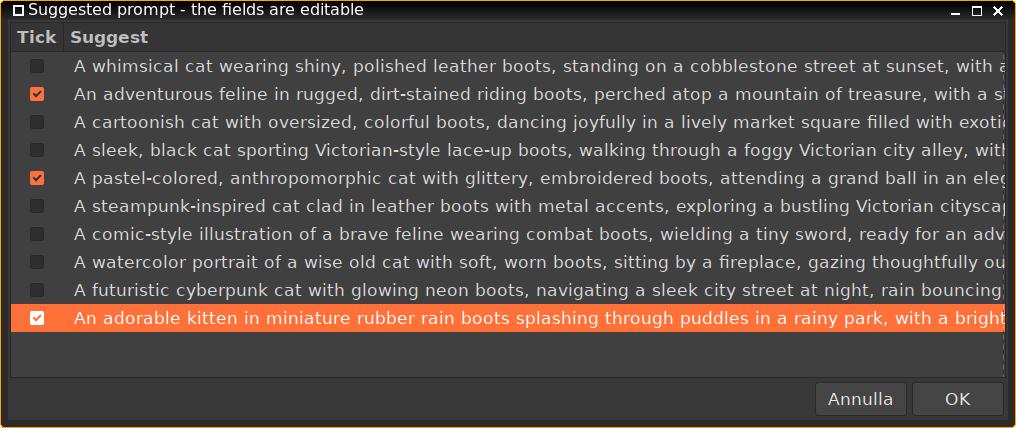 Suggested prompt - the fields are editable
Tick Suggest
A whimsical cat wearing shiny, polished leather boots, standing on a cobblestone street at sunset, with
An adventurous feline in rugged, dirt-stained riding boots, perched atop a mountain of treasure, with a
A cartoonish cat with oversized, colorful boots, dancing joyfully in a lively market square filled with
A sleek, black cat sporting Victorian-style lace-up boots, walking through a foggy Victorian city alley,
A pastel-colored, anthropomorphic cat with glittery, embroidered boots, attending a grand ball in an
A steampunk-inspired cat clad in leather boots with metal accents, exploring a bustling Victorian
A comic-style illustration of a brave feline wearing combat boots, wielding a tiny sword, ready for an
A watercolor portrait of a wise old cat with soft, worn boots, sitting by a fireplace, gazing thoughtfully
A futuristic cyberpunk cat with glowing neon boots, navigating a sleek city street at night, rain bouncing
An adorable kitten in miniature rubber rain boots splashing through puddles in a rainy park, with a bright
Annulla OK